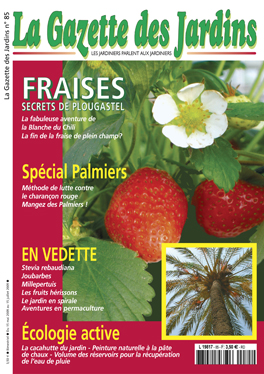 La Gazette des Jardins
LES JARDINIERS PARLENT AUX JARDINIERS
La Gazette des Jardins n° 85
FRAISES
SECRETS DE PLOUGASTEL
La fabuleuse aventure de
la Blanche du Chili
La fin de la fraise de plein champ?
Spécial Palmiers
Méthode de lutte contre
le charançon rouge
Mangez des Palmiers !
EN VEDETTE
Stevia rebaudiana
Joubarbes
Millepertuis
Les fruits hérissons
Le jardin en spirale
Aventures en permaculture
Écologie active
La cacahutte du jardin - Peinture naturelle à la pâte
de chaux - Volume des réservoirs pour la récupération
d'eau de pluie